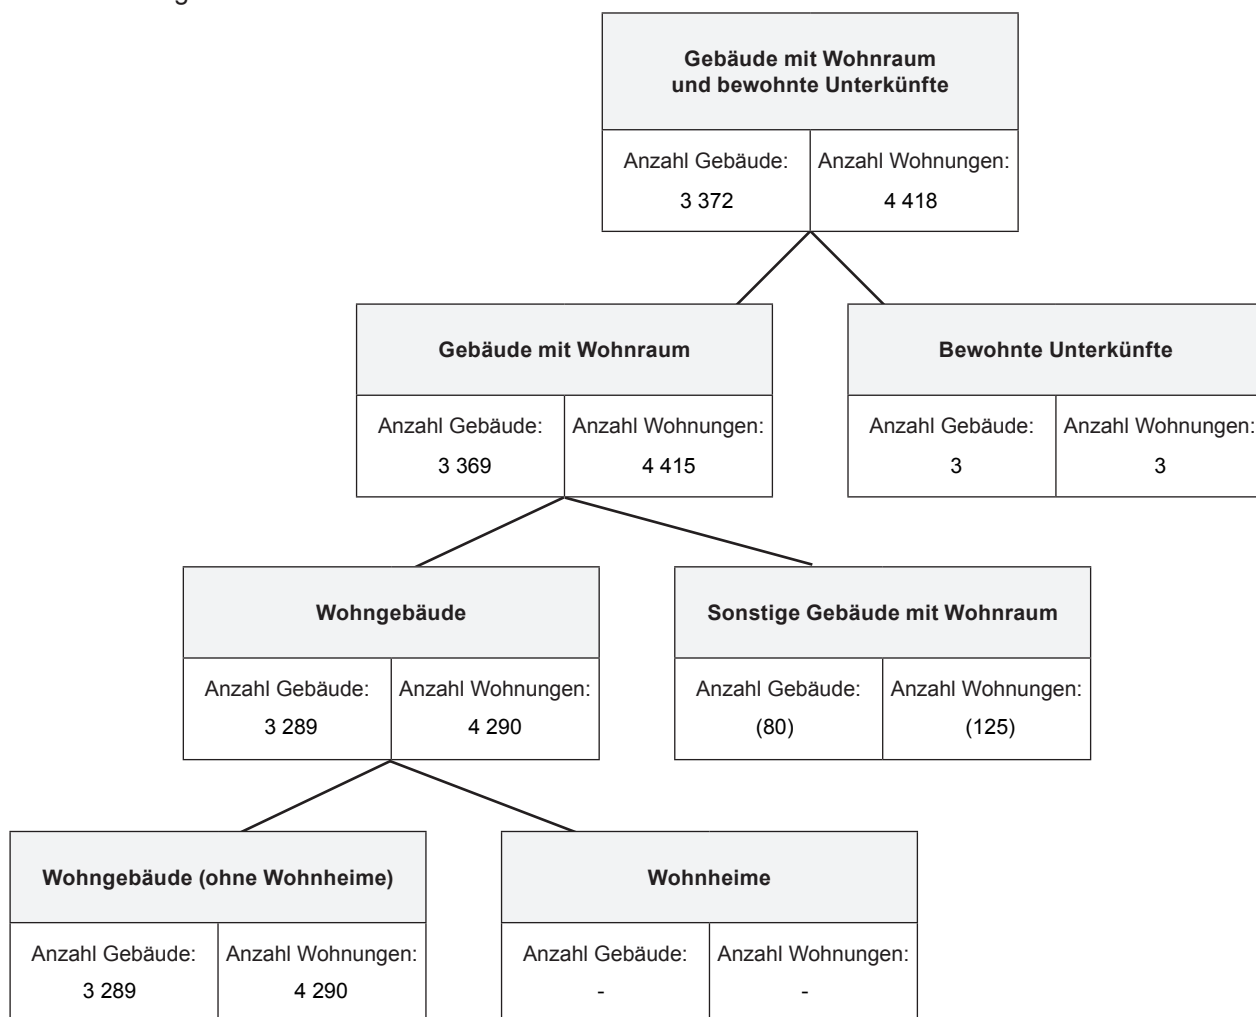 Gebäude mit Wohnraum
und bewohnte Unterkünfte
Anzahl Gebäude: Anzahl Wohnungen:
3 372 4 418
Gebäude mit Wohnraum
Bewohnte Unterkünfte
Anzahl Gebäude: Anzahl Wohnungen:
3 369 4 415
Anzahl Gebäude: Anzahl Wohnungen:
3 3
Wohngebäude
Sonstige Gebäude mit Wohnraum
Anzahl Gebäude: Anzahl Wohnungen:
3 289 4 290
Anzahl Gebäude: Anzahl Wohnungen:
(80) (125)
Wohngebäude (ohne Wohnheime)
Wohnheime
Anzahl Gebäude: Anzahl Wohnungen:
3 289 4 290
Anzahl Gebäude: Anzahl Wohnungen:
- -